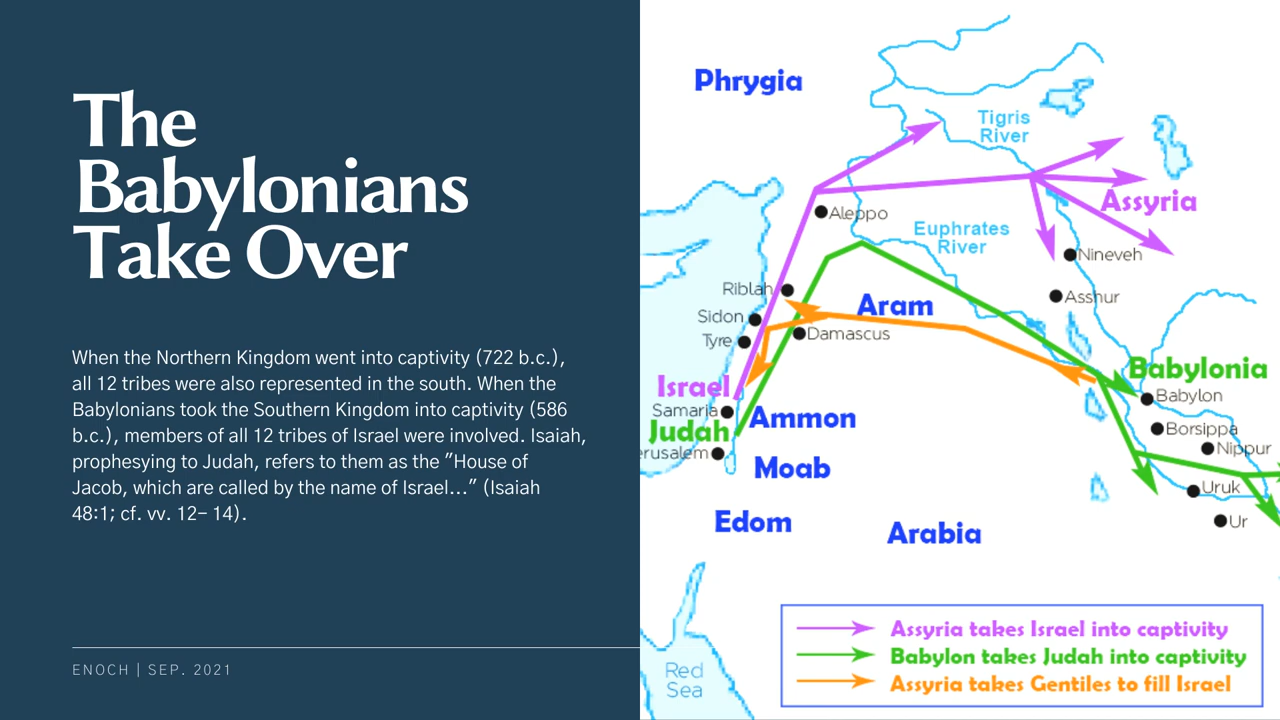 The
Babylonians
Take Over
When the Northern Kingdom went into captivity (722 b.c.),
all 12 tribes were also represented in the south. When the
Babylonians took the Southern Kingdom into captivity (586
b.c.), members of all 12 tribes of Israel were involved. Isaiah,
prophesying to Judah, refers to them as the "House of
Jacob, which are called by the name of Israel..." (Isaiah
48:1; cf. vv. 12- 14).
ENOCH | SEP. 2021
Phrygia
Tigris
River
Assyria
Aleppo
Euphrates
River
Nineveh
Riblah
Asshur
Aram
Sidon
Tyre
Damascus
Babylonia
Israel
Babylon
Samaria
Ammon
Judah
Borsippa
erusalem
Nippur
Moab
Uruk
Edom
Ur
Arabia
Red
Sea
Assyria takes Israel into captivity
Babylon takes Judah into captivity
Assyria takes Gentiles to fill Israel